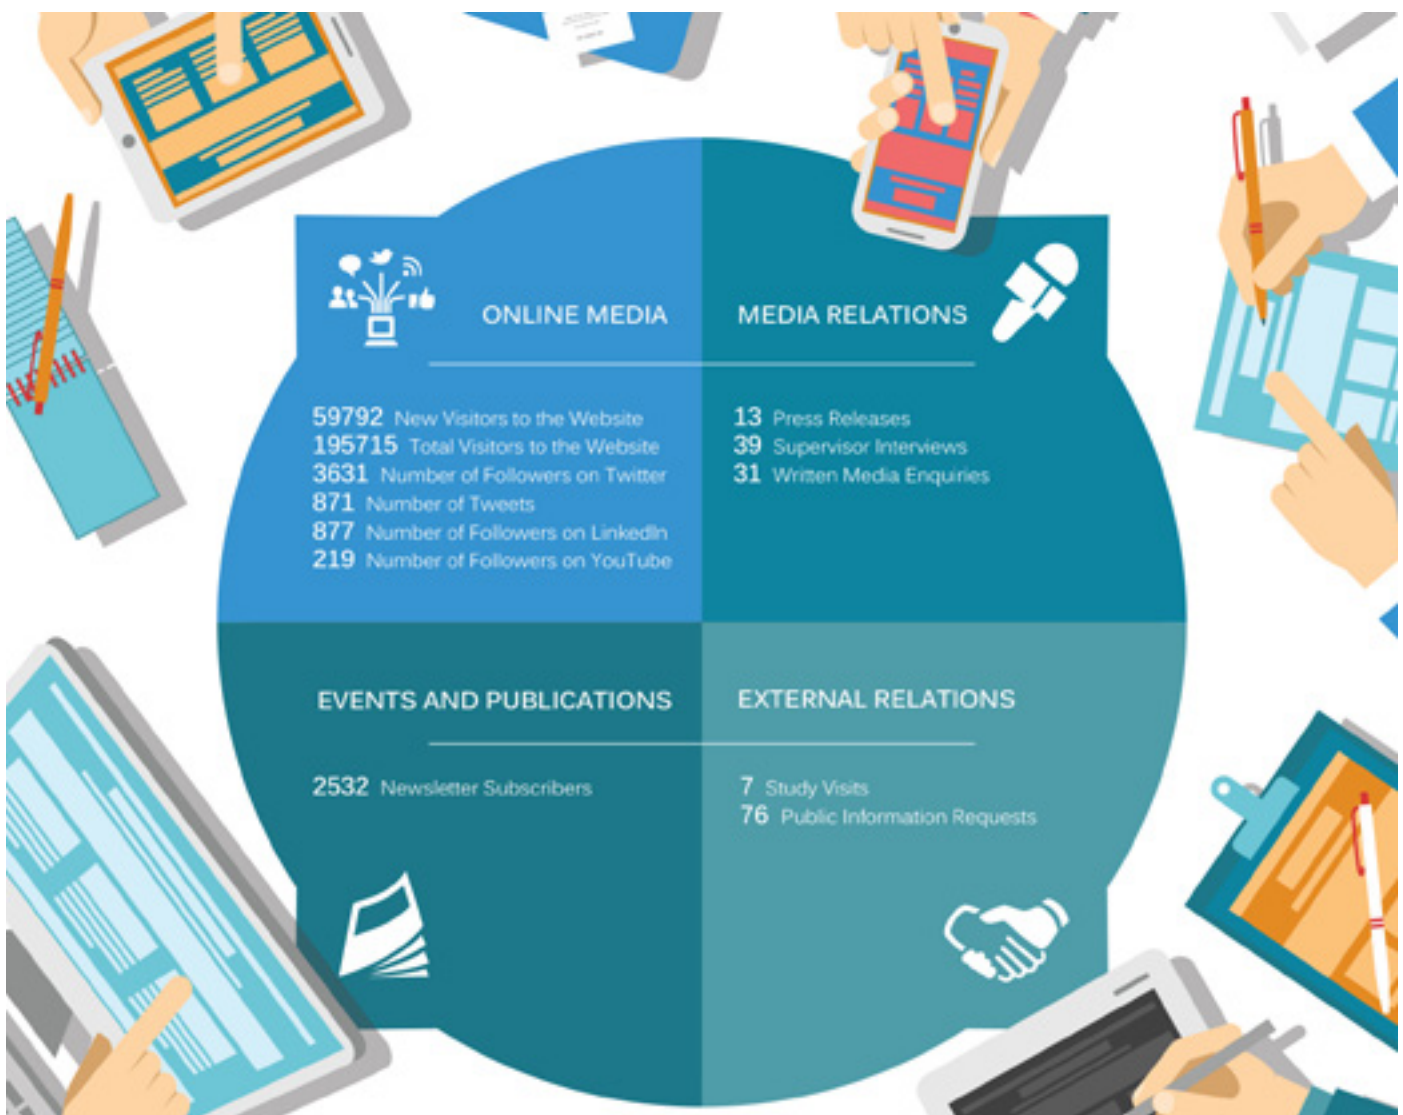 ONLINE MEDIA
59792 New Visitors to the Website
195715 Total Visitors to the Website
3631 Number of Followers on Twitter
871 Number of Tweets
877 Number of Followers on LinkedIn
219 Number of Followers on YouTube
MEDIA RELATIONS
13 Press Releases
39 Supervisor Interviews
31 Written Media Enquiries
EVENTS AND PUBLICATIONS
2532 Newsletter Subscribers
EXTERNAL RELATIONS
7 Study Visits
76 Public Information Requests